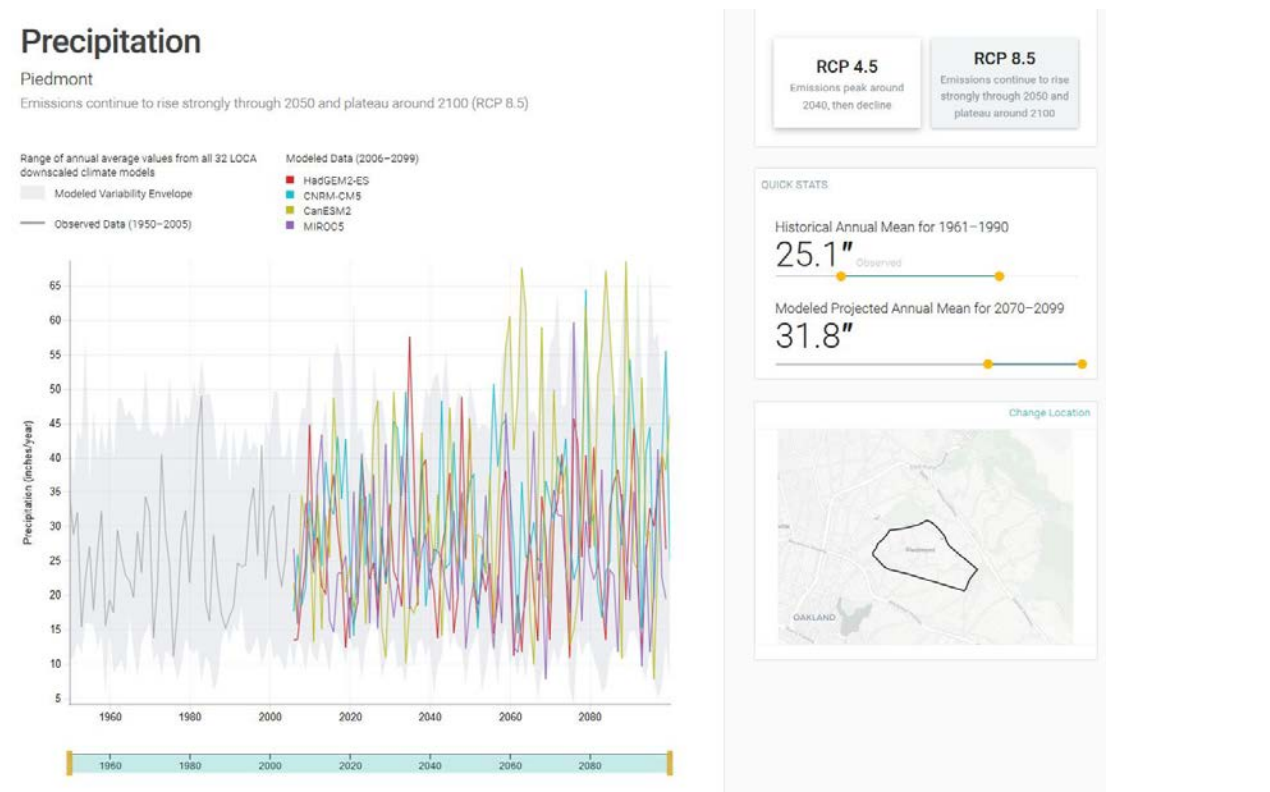 Precipitation
Piedmont
Emissions continue to rise strongly through 2050 and plateau around 2100 (RCP 8.5)
Range of annual average values from all 32 LOCA
downscaled climate models
Modeled Variability Envelope
Observed Data (1950–2005)
Modeled Data (2006–2099)
HadGEM2-ES
CNRM-CM5
CanESM2
MIROC5
Precipitation (inches/year)
65
60
55
50
45
40
35
30
25
20
15
10
5
1960 1980 2000 2020 2040 2060 2080
1960 1980 2000 2020 2040 2060 2080
RCP 4.5
Emissions peak around
2040, then decline
RCP 8.5
Emissions continue to rise
strongly through 2050 and
plateau around 2100
QUICK STATS
Historical Annual Mean for 1961–1990
25.1″ Observed
Modeled Projected Annual Mean for 2070–2099
31.8″
Change Location
Piedmont
OAKLAND